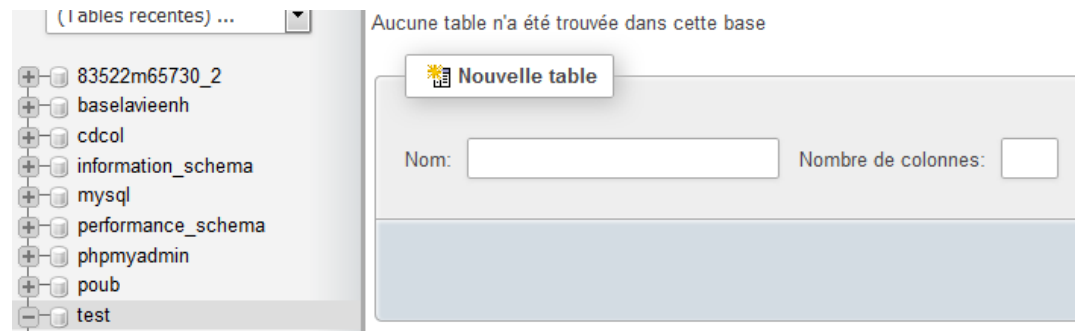 (Tables récentes) ...
83522m65730_2
baselavieenh
cdcol
information_schema
mysql
performance_schema
phpmyadmin
poub
test
Aucune table n'a été trouvée dans cette base
Nouvelle table
Nom:
Nombre de colonnes: